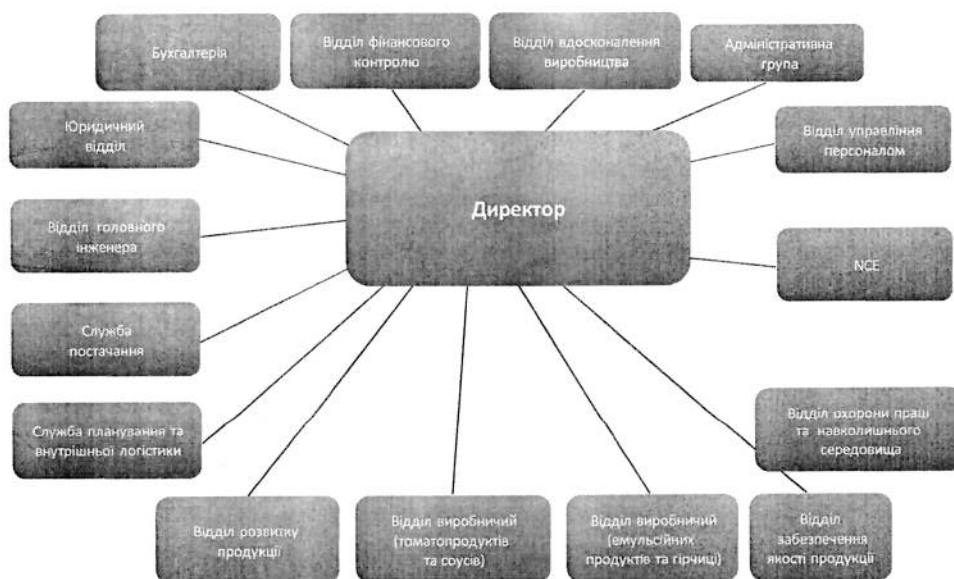 Бухгалтерія
Відділ фінансового
контролю
Відділ вдосконалення
виробництва
Адміністративна
група
Юридичний
відділ
Відділ управління
персоналом
Директор
Відділ головного
інженера
NCE
Служба
постачання
Служба планування та
внутрішньої логістики
Відділ охорони праці
та навколишнього
середовища
Відділ розвитку
продукції
Відділ виробничий
(томатопродуктів
та соусів)
Відділ виробничий
(емульсійних
продуктів та гірчиці)
Відділ
забезпечення
якості продукції